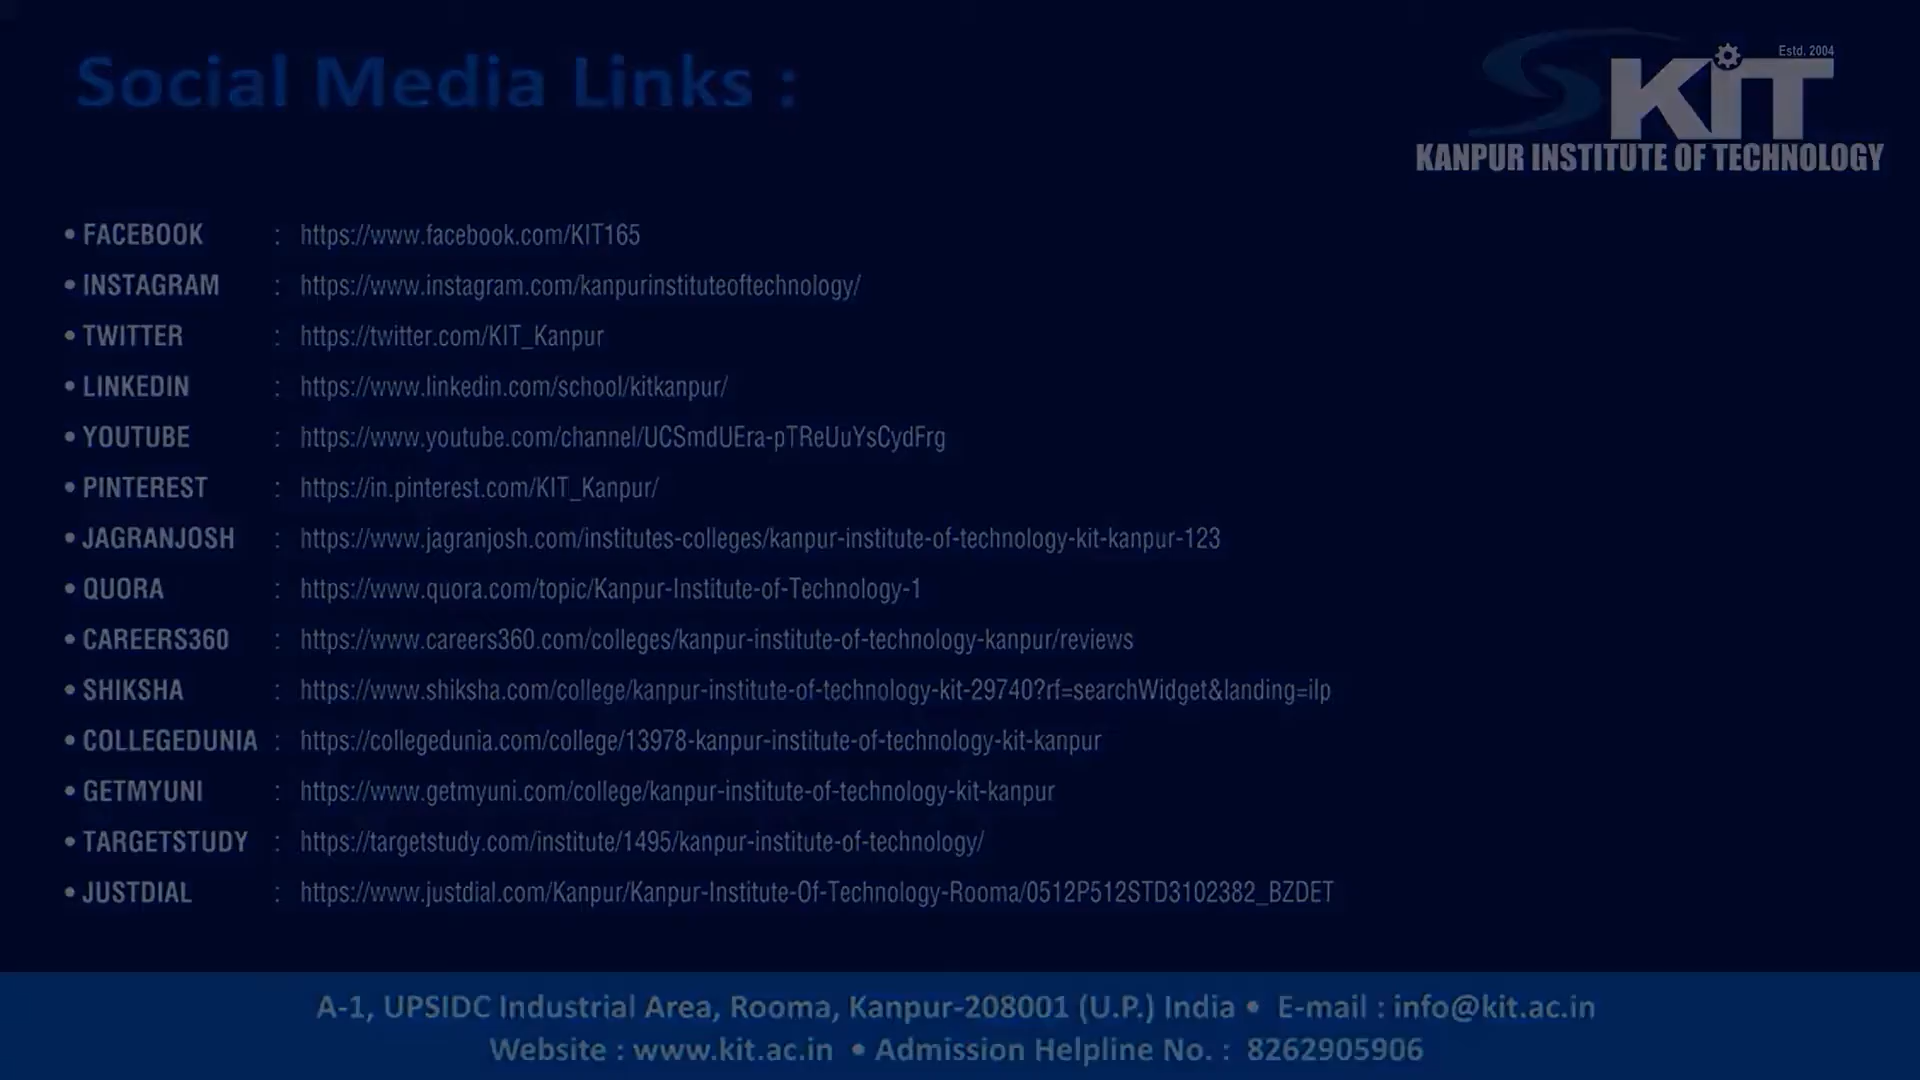 Social Media Links :
Estd. 2004
KIT
KANPUR INSTITUTE OF TECHNOLOGY
• FACEBOOK : https://www.facebook.com/KIT165
• INSTAGRAM : https://www.instagram.com/kanpurinstituteoftechnology/
• TWITTER : https://twitter.com/KIT_Kanpur
• LINKEDIN : https://www.linkedin.com/school/kitkanpur/
• YOUTUBE : https://www.youtube.com/channel/UCSmdUEra-pTReUuYsCydFrg
• PINTEREST : https://in.pinterest.com/KIT_Kanpur/
• JAGRANJOSH : https://www.jagranjosh.com/institutes-colleges/kanpur-institute-of-technology-kit-kanpur-123
• QUORA : https://www.quora.com/topic/Kanpur-Institute-of-Technology-1
• CAREERS360 : https://www.careers360.com/colleges/kanpur-institute-of-technology-kanpur/reviews
• SHIKSHA : https://www.shiksha.com/college/kanpur-institute-of-technology-kit-29740?rf=searchWidget&landing=ilp
• COLLEGEDUNIA : https://collegedunia.com/college/13978-kanpur-institute-of-technology-kit-kanpur
• GETMYUNI : https://www.getmyuni.com/college/kanpur-institute-of-technology-kit-kanpur
• TARGETSTUDY : https://targetstudy.com/institute/1495/kanpur-institute-of-technology/
• JUSTDIAL : https://www.justdial.com/Kanpur/Kanpur-Institute-Of-Technology-Rooma/0512P512STD3102382_BZDET
A-1, UPSIDC Industrial Area, Rooma, Kanpur-208001 (U.P.) India • E-mail : info@kit.ac.in
Website : www.kit.ac.in • Admission Helpline No. : 8262905906